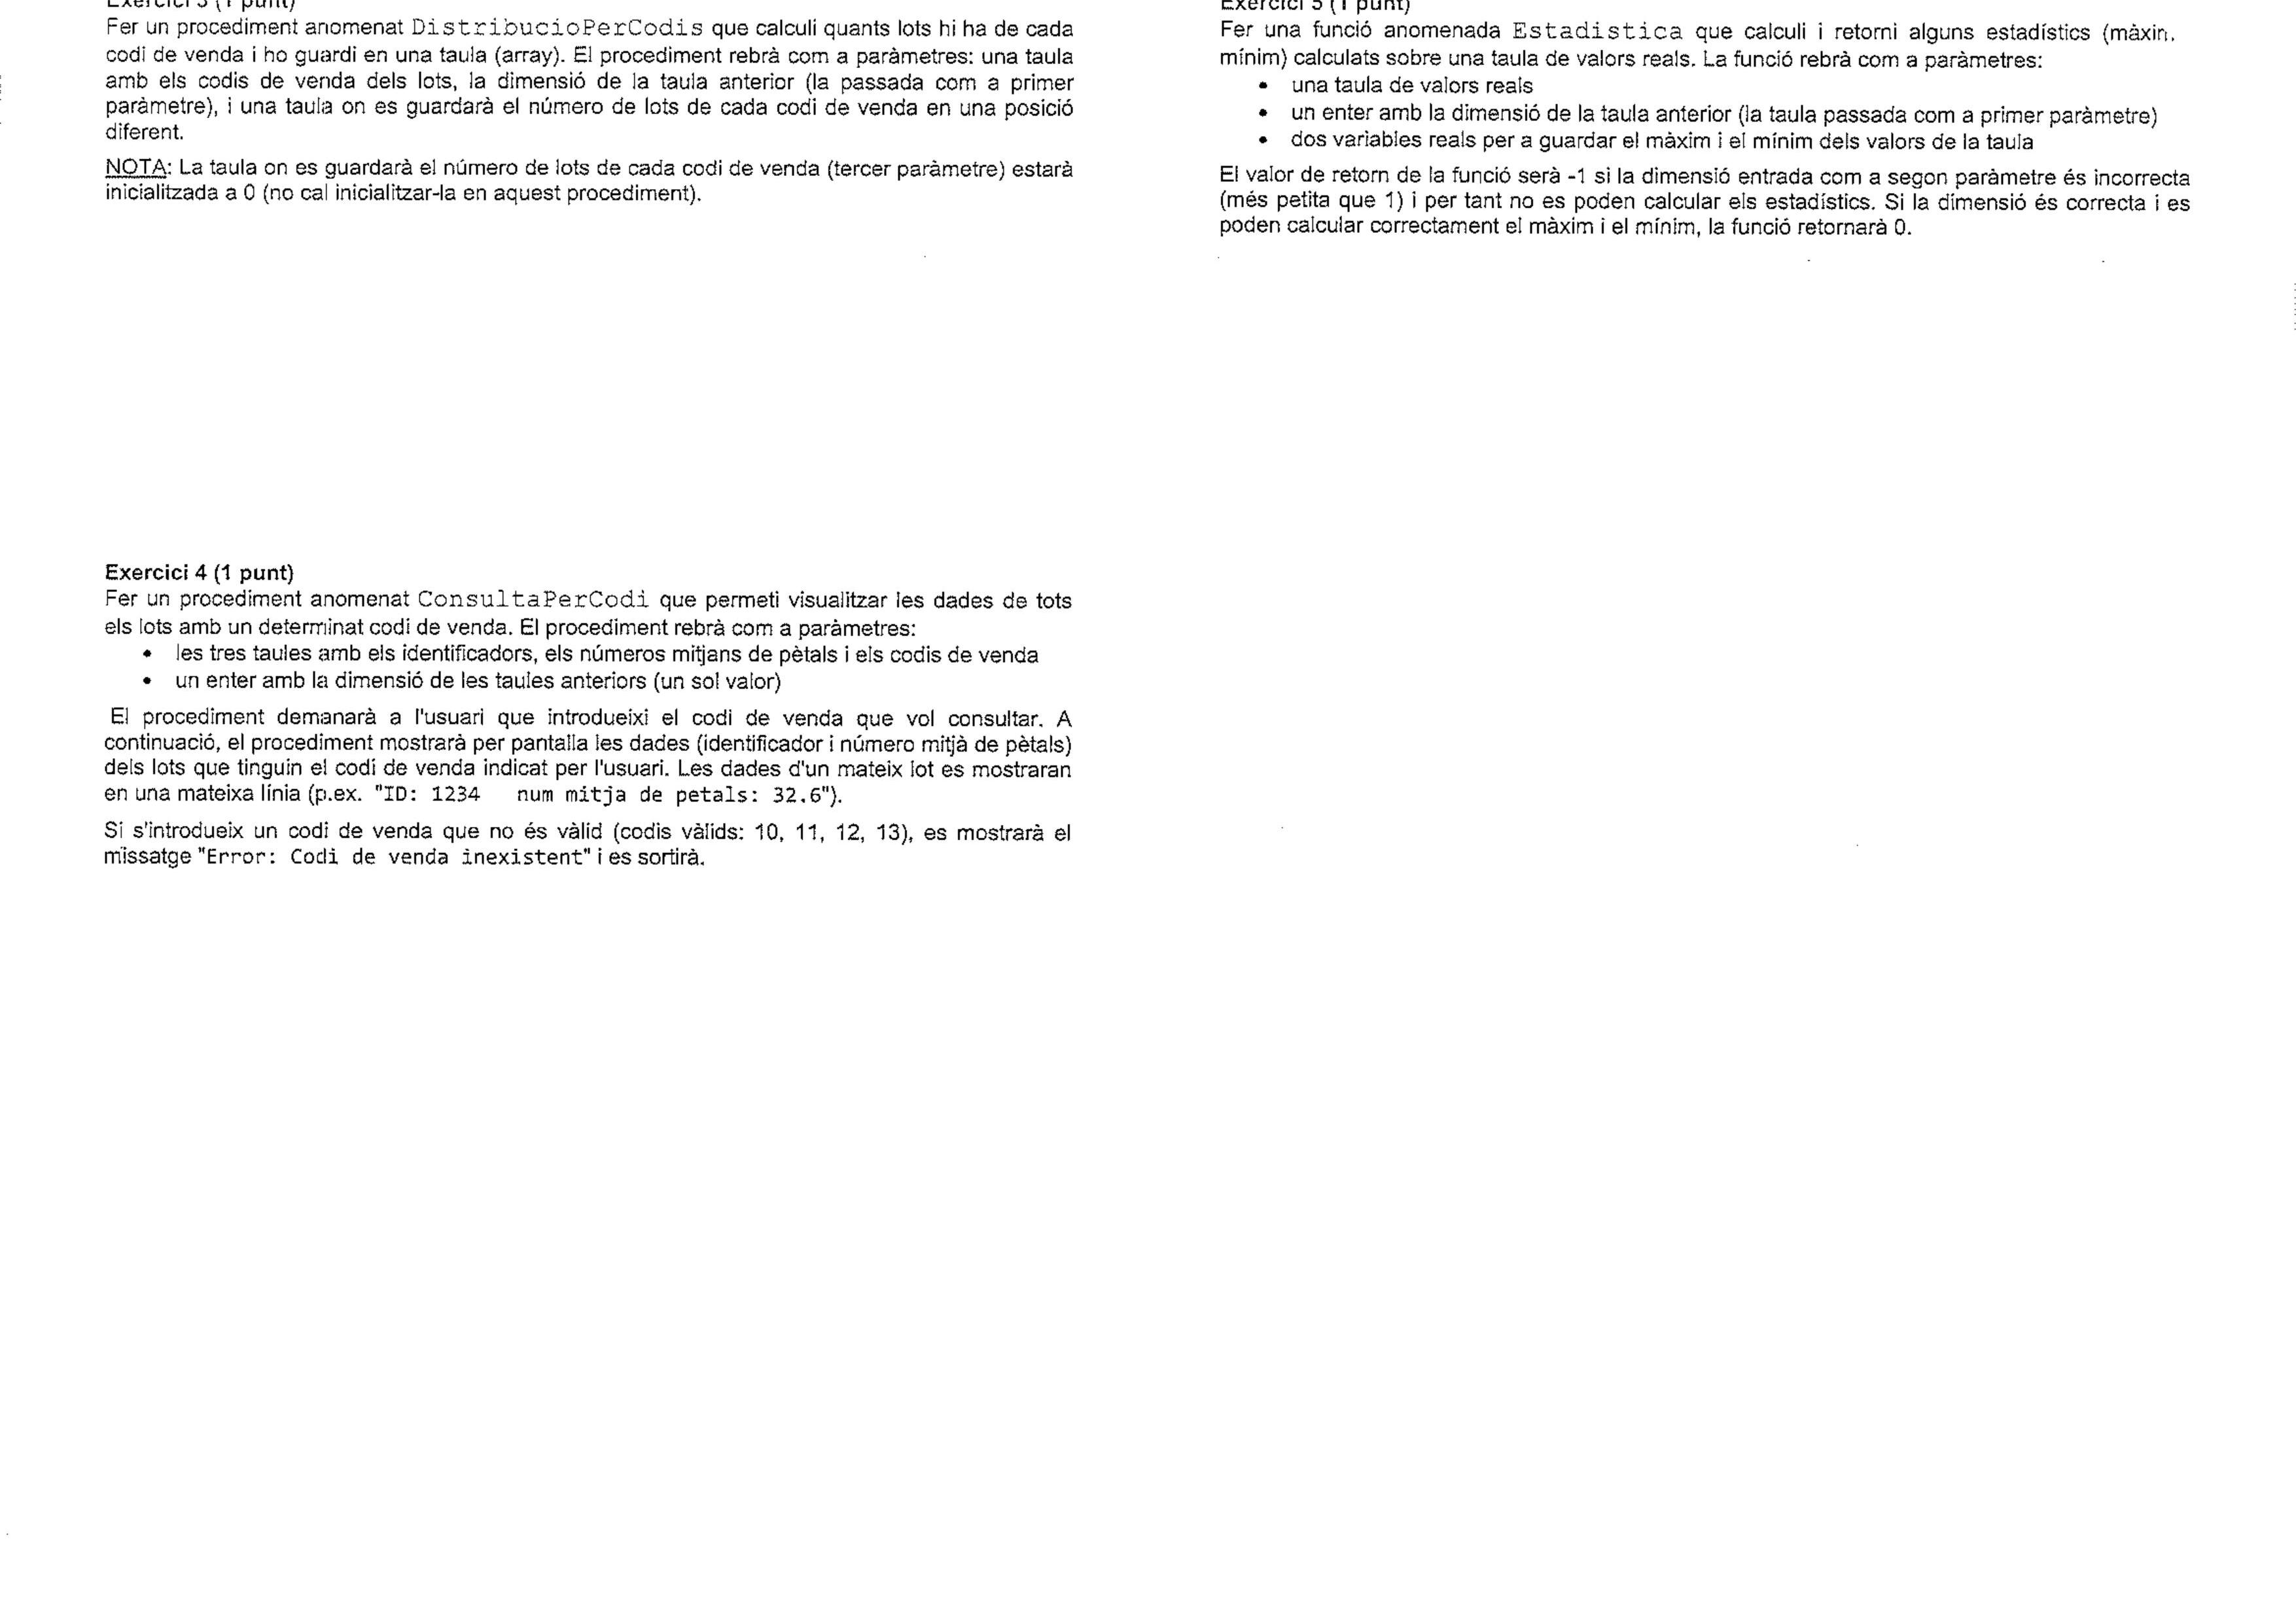 Exercici 3 (1 punt)
Fer un procediment anomenat DistribucioPerCodis que calculi quants lots hi ha de cada
codi de venda i ho guardi en una taula (array). El procediment rebrà com a paràmetres: una taula
amb els codis de venda dels lots, la dimensió de la taula anterior (la passada com a primer
paràmetre), i una taula on es guardarà el número de lots de cada codi de venda en una posició
diferent.
NOTA: La taula on es guardarà el número de lots de cada codi de venda (tercer paràmetre) estarà
inicialitzada a 0 (no cal inicialitzar-la en aquest procediment).
Exercici 4 (1 punt)
Fer un procediment anomenat ConsultaPerCodi que permeti visualitzar les dades de tots
els lots amb un determinat codi de venda. El procediment rebrà com a paràmetres:
• les tres taules amb els identificadors, els números mitjans de pètals i els codis de venda
• un enter amb la dimensió de les taules anteriors (un sol valor)
El procediment demanarà a l'usuari que introdueixi el codi de venda que vol consultar. A
continuació, el procediment mostrarà per pantalla les dades (identificador i número mitjà de pètals)
dels lots que tinguin el codi de venda indicat per l'usuari. Les dades d'un mateix lot es mostraran
en una mateixa línia (p.ex. "ID: 1234   num mitja de petals: 32.6").
Si s'introdueix un codi de venda que no és vàlid (codis vàlids: 10, 11, 12, 13), es mostrarà el
missatge "Error: Codi de venda inexistent" i es sortirà.
Exercici 5 (1 punt)
Fer una funció anomenada Estadistica que calculi i retorni alguns estadístics (màxim,
mínim) calculats sobre una taula de valors reals. La funció rebrà com a paràmetres:
• una taula de valors reals
• un enter amb la dimensió de la taula anterior (la taula passada com a primer paràmetre)
• dos variables reals per a guardar el màxim i el mínim dels valors de la taula
El valor de retorn de la funció serà -1 si la dimensió entrada com a segon paràmetre és incorrecta
(més petita que 1) i per tant no es poden calcular els estadístics. Si la dimensió és correcta i es
poden calcular correctament el màxim i el mínim, la funció retornarà 0.